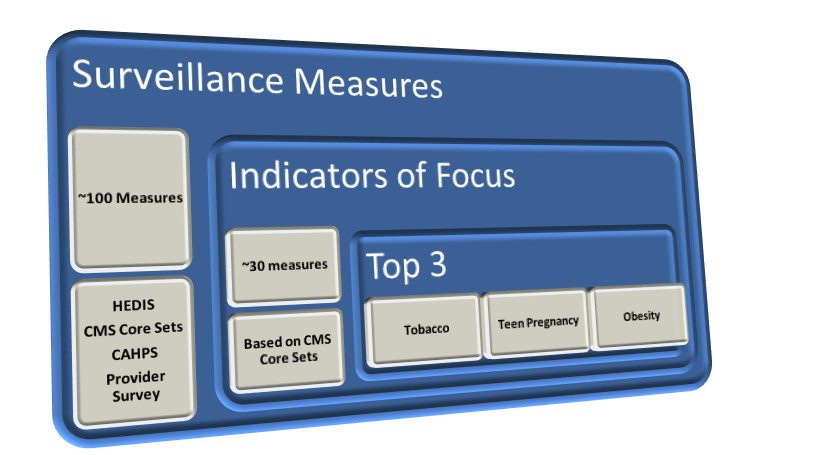 Surveillance Measures
~100 Measures
HEDIS
CMS Core Sets
CAHPS
Provider
Survey
Indicators of Focus
~30 measures
Based on CMS
Core Sets
Top 3
Tobacco
Teen Pregnancy
Obesity